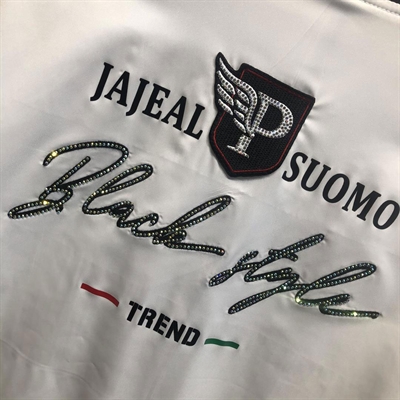 JAJEAL
P
SUOMO
Black style
TREND